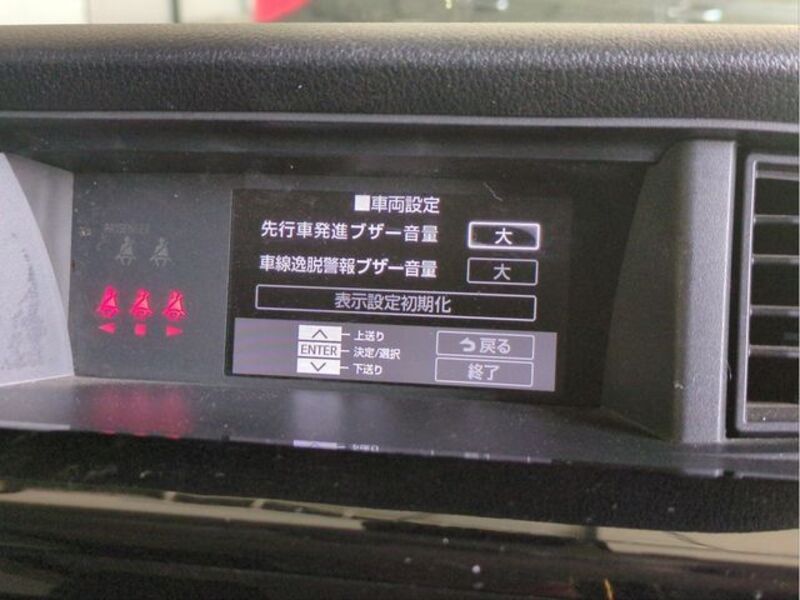 ■車両設定
先行車発進ブザー音量 大
車線逸脱警報ブザー音量 大
表示設定初期化
上送り
ENTER 決定/選択
下送り
戻る
終了
PASSENGER